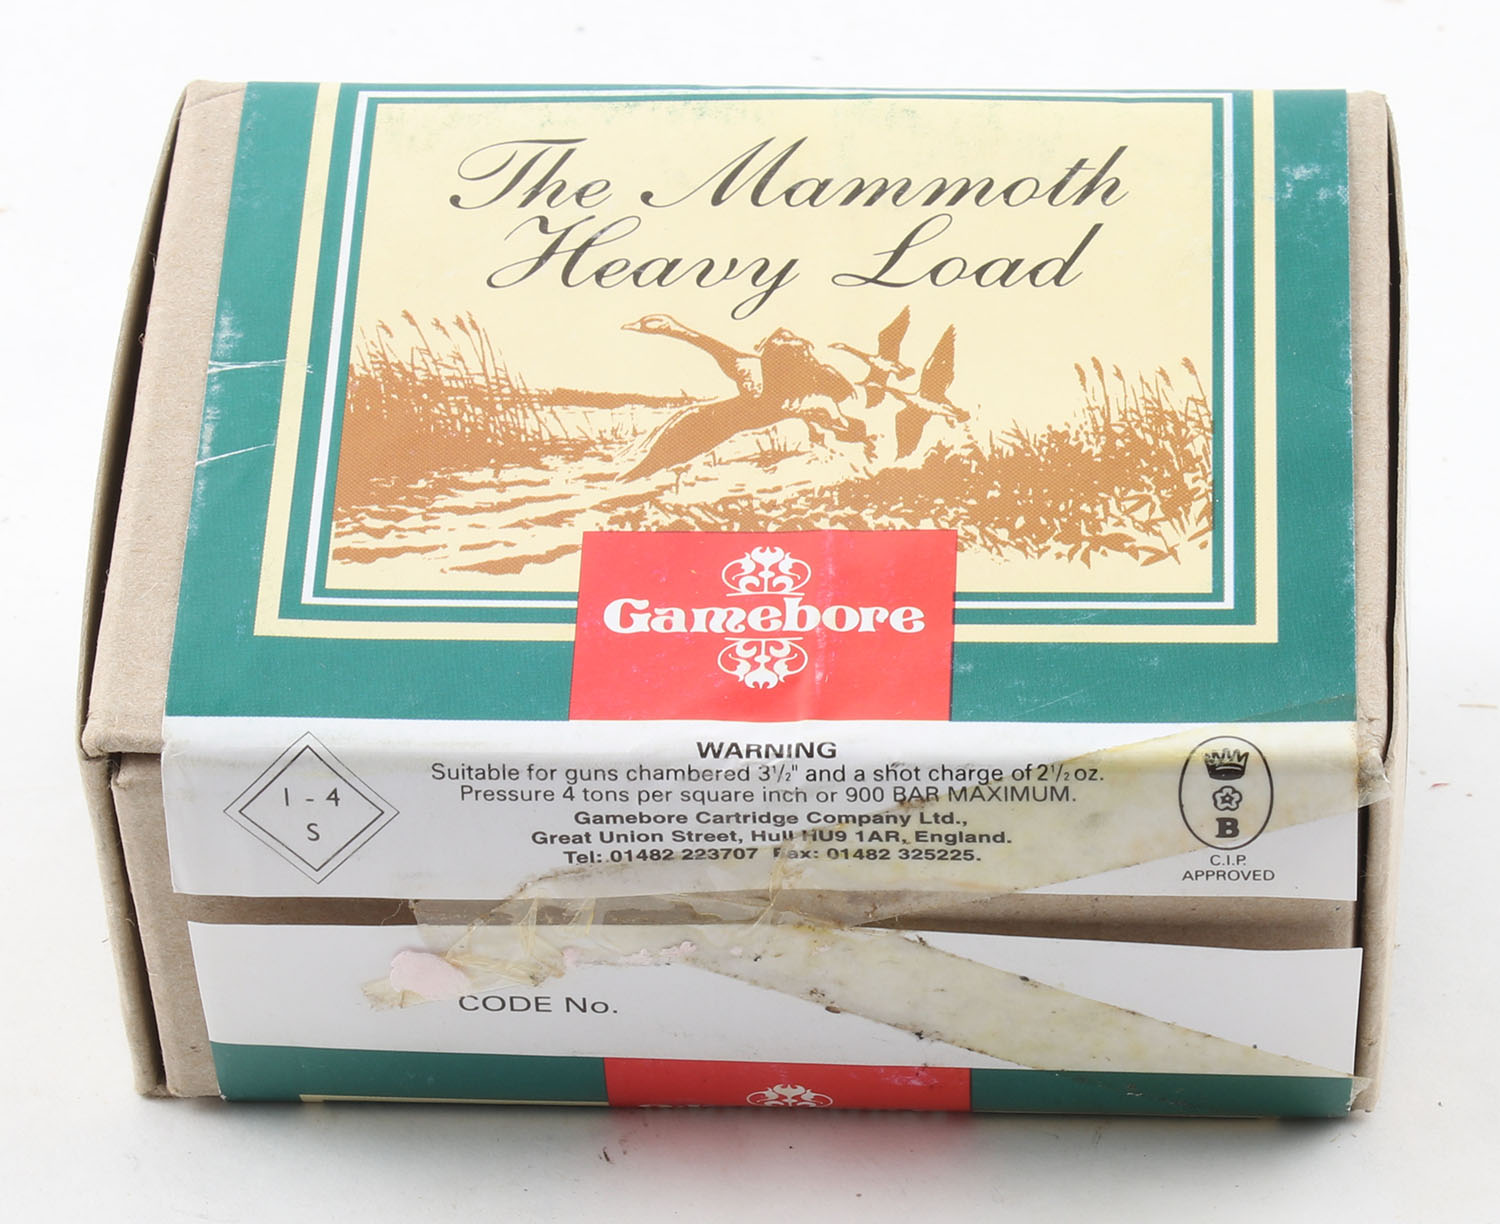 The Mammoth
Heavy Load
Gamebore
WARNING
Suitable for guns chambered 3½" and a shot charge of 2½ oz.
Pressure 4 tons per square inch or 900 BAR MAXIMUM.
Gamebore Cartridge Company Ltd.,
Great Union Street, Hull HU9 1AR, England.
Tel: 01482 223707 Fax: 01482 325225.
1 - 4
S
B
C.I.P.
APPROVED
CODE No.